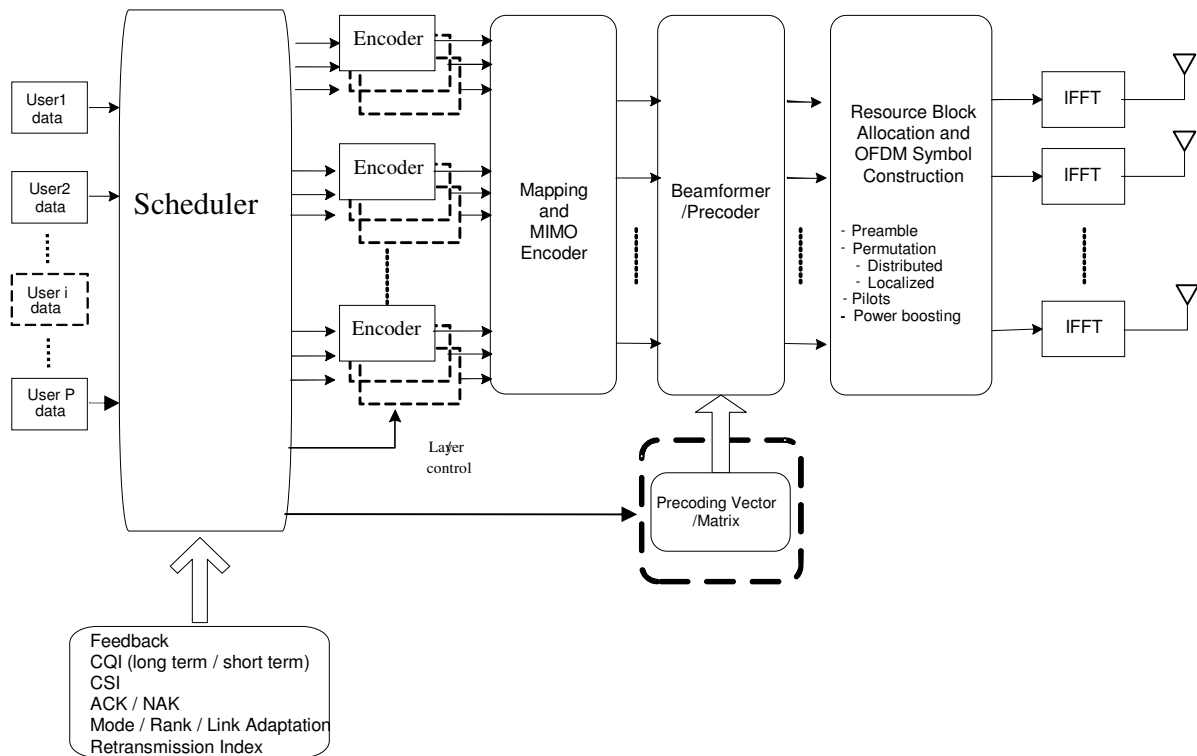 User1
data
User2
data
User i
data
User P
data
Scheduler
Encoder
Encoder
Encoder
Layer
control
Mapping
and
MIMO
Encoder
Beamformer
/Precoder
Precoding Vector
/Matrix
Resource Block
Allocation and
OFDM Symbol
Construction
- Preamble
- Permutation
- Distributed
- Localized
- Pilots
- Power boosting
IFFT
IFFT
IFFT
Feedback
CQI (long term / short term)
CSI
ACK / NAK
Mode / Rank / Link Adaptation
Retransmission Index